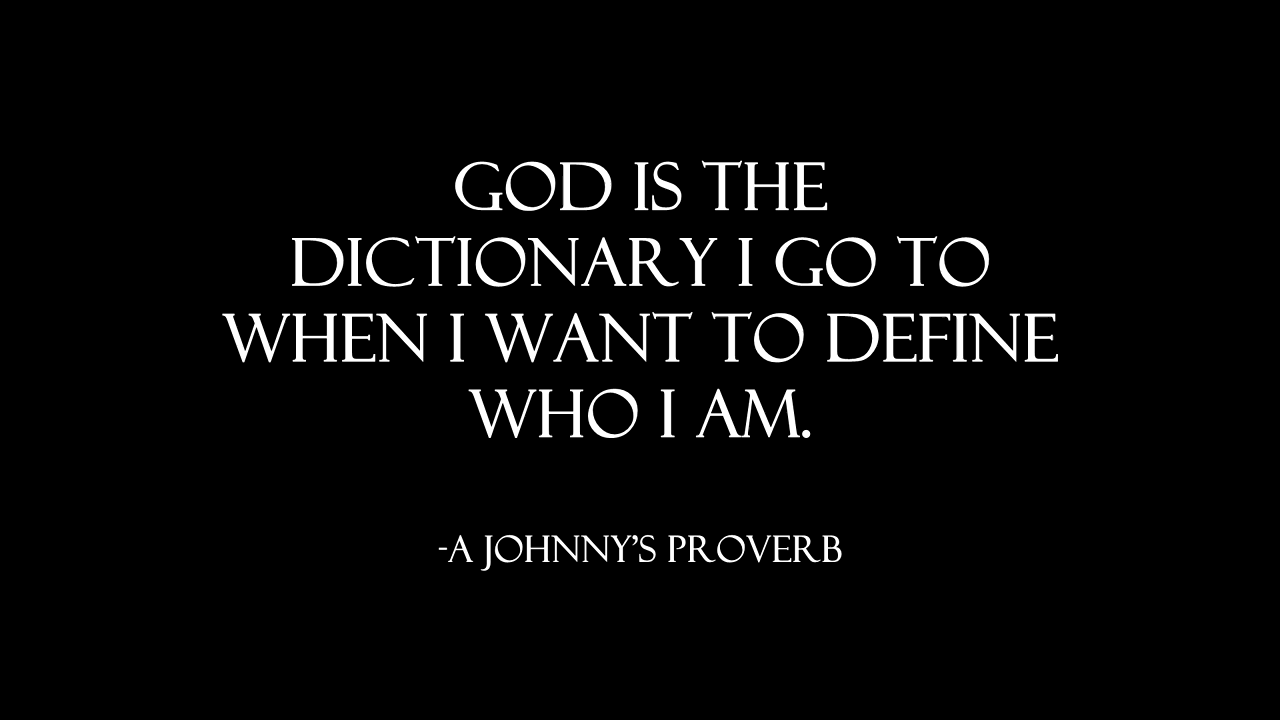 GOD IS THE
DICTIONARY I GO TO
WHEN I WANT TO DEFINE
WHO I AM.
-A JOHNNY’S PROVERB